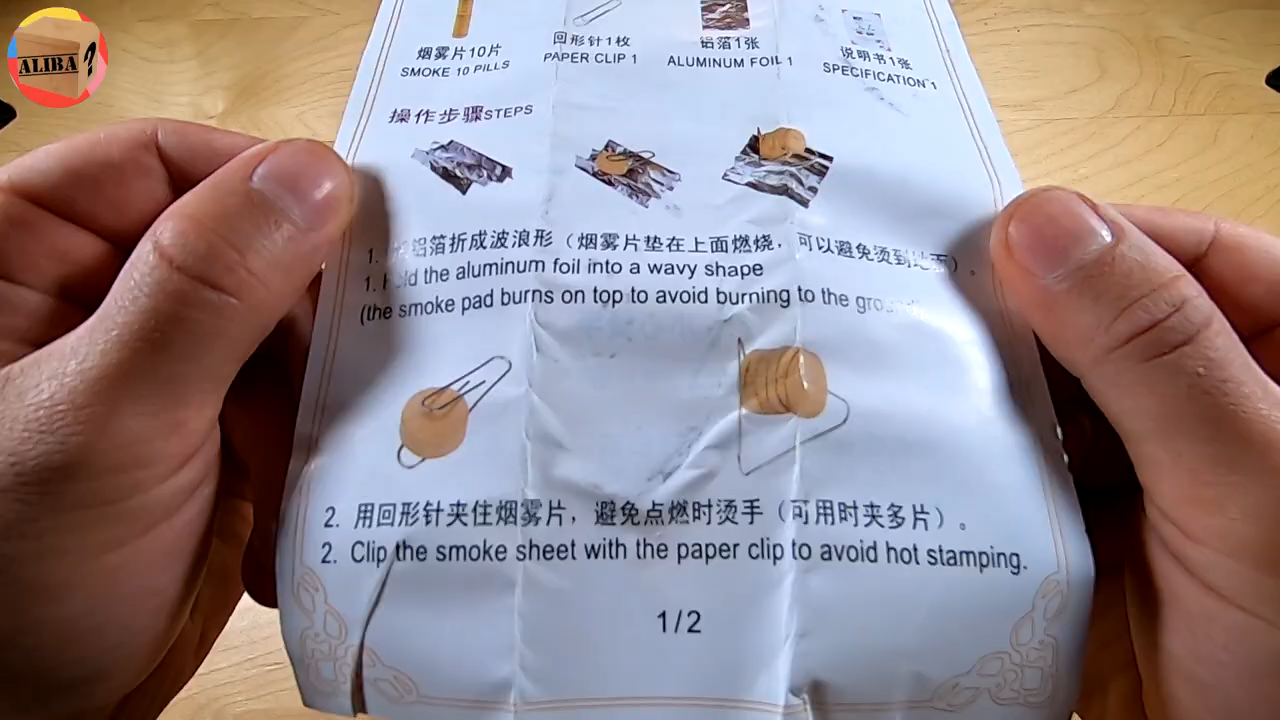 ALIBA?
烟雾片10片
SMOKE 10 PILLS
回形针1枚
PAPER CLIP 1
铝箔1张
ALUMINUM FOIL 1
说明书1张
SPECIFICATION 1
操作步骤STEPS
1. 铝箔折成波浪形（烟雾片垫在上面燃烧，可以避免烫到地面）。
1. the aluminum foil into a wavy shape
(the smoke pad burns on top to avoid burning to the
2. 用回形针夹住烟雾片，避免点燃时烫手（可用时夹多片）。
2. Clip the smoke sheet with the paper clip to avoid hot stamping.
1/2